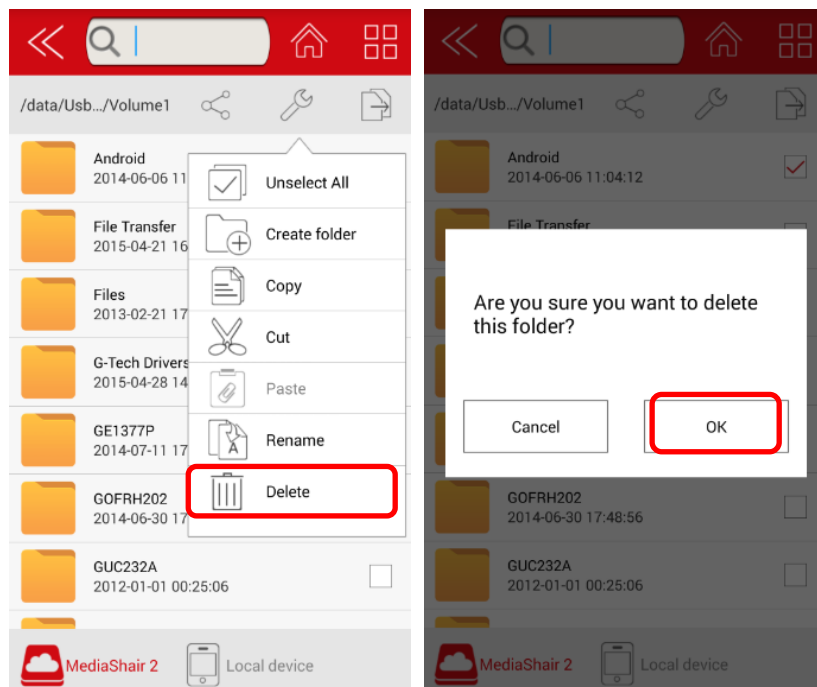 /data/Usb.../Volume1
Android
2014-06-06 11
File Transfer
2015-04-21 16
Files
2013-02-21 17
G-Tech Drivers
2015-04-28 14
GE1377P
2014-07-11 17
GOFRH202
2014-06-30 17
GUC232A
2012-01-01 00:25:06
Unselect All
Create folder
Copy
Cut
Paste
Rename
Delete
MediaShair 2
Local device
/data/Usb.../Volume1
Android
2014-06-06 11:04:12
File Transfer
Are you sure you want to delete
this folder?
Cancel
OK
GOFRH202
2014-06-30 17:48:56
GUC232A
2012-01-01 00:25:06
MediaShair 2
Local device